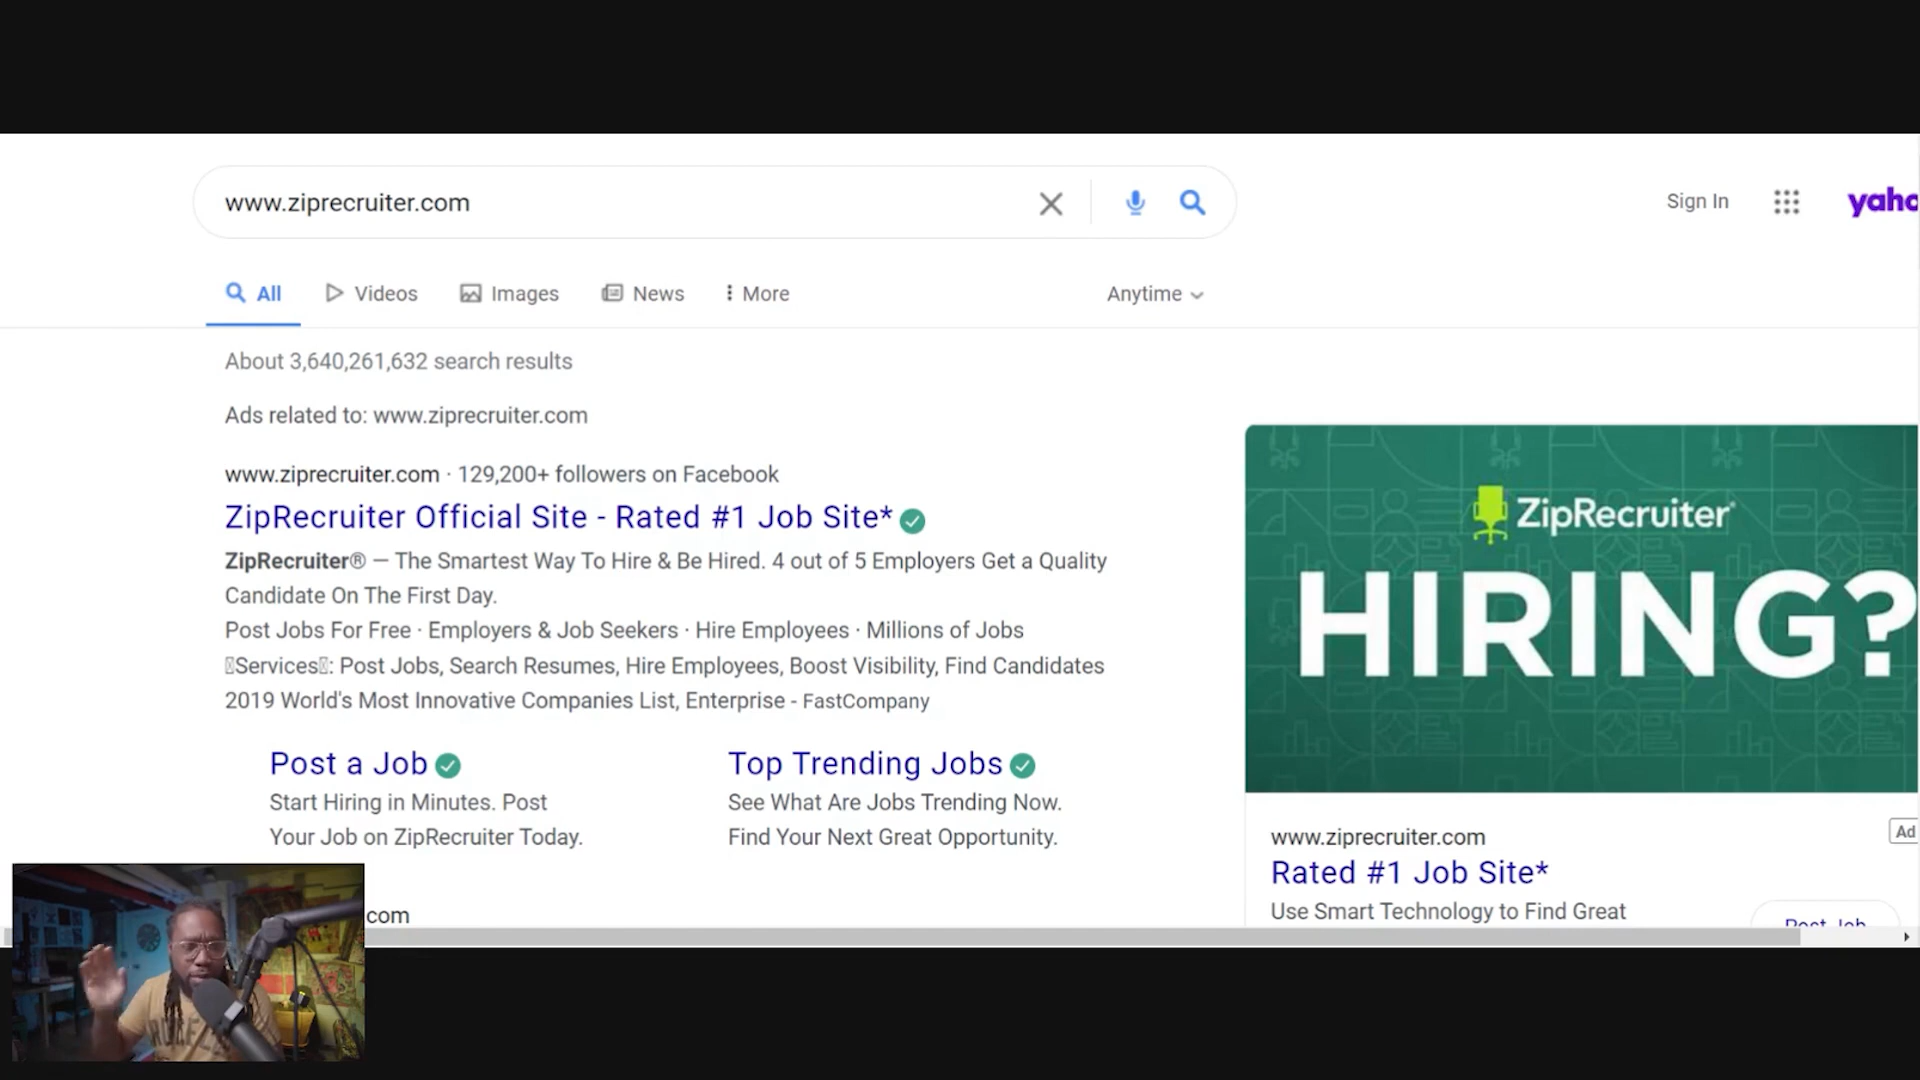 www.ziprecruiter.com
Sign In
yaho
All
Videos
Images
News
More
Anytime
About 3,640,261,632 search results
Ads related to: www.ziprecruiter.com
www.ziprecruiter.com · 129,200+ followers on Facebook
ZipRecruiter Official Site - Rated #1 Job Site*
ZipRecruiter® — The Smartest Way To Hire & Be Hired. 4 out of 5 Employers Get a Quality
Candidate On The First Day.
Post Jobs For Free · Employers & Job Seekers · Hire Employees · Millions of Jobs
Services: Post Jobs, Search Resumes, Hire Employees, Boost Visibility, Find Candidates
2019 World's Most Innovative Companies List, Enterprise - FastCompany
Post a Job
Start Hiring in Minutes. Post
Your Job on ZipRecruiter Today.
Top Trending Jobs
See What Are Jobs Trending Now.
Find Your Next Great Opportunity.
com
ZipRecruiter®
HIRING?
www.ziprecruiter.com
Ad
Rated #1 Job Site*
Use Smart Technology to Find Great
Post Job